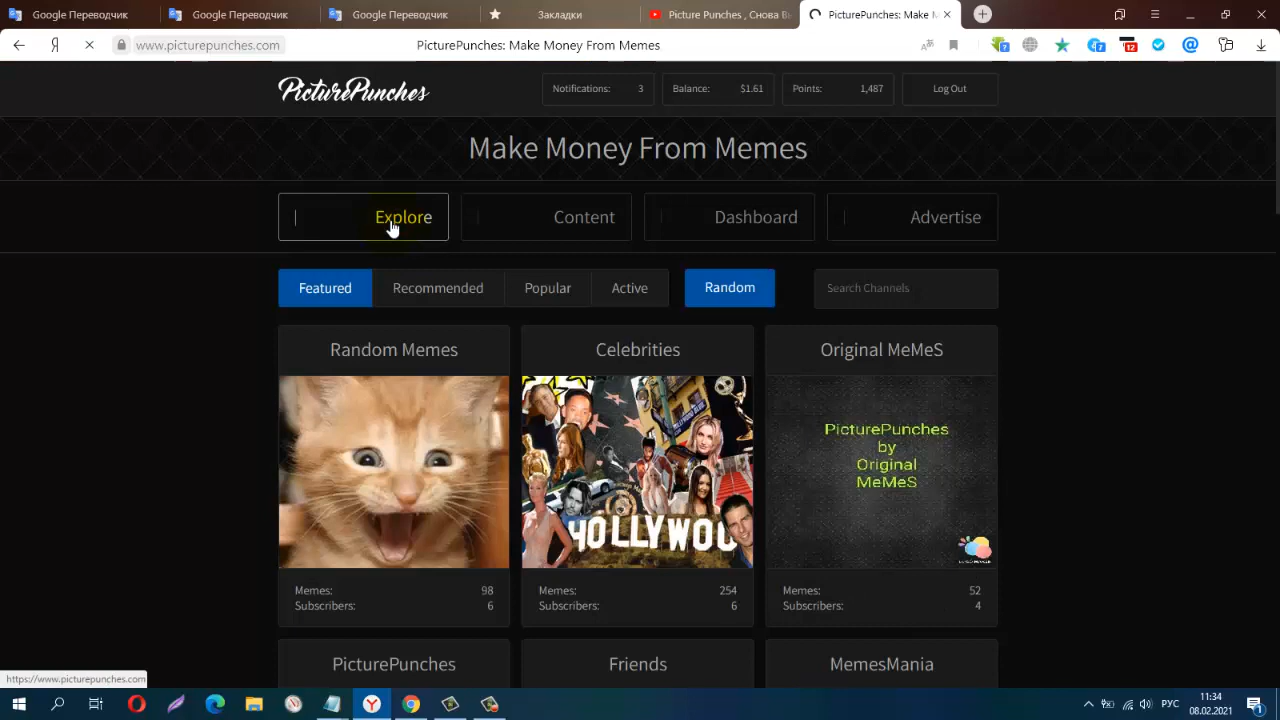 Google Переводчик
Google Переводчик
Google Переводчик
Закладки
Picture Punches , Снова В
PicturePunches: Make M
www.picturepunches.com
PicturePunches: Make Money From Memes
7
7
12
PicturePunches
Notifications: 3
Balance: $1.61
Points: 1,487
Log Out
Make Money From Memes
Explore
Content
Dashboard
Advertise
Featured
Recommended
Popular
Active
Random
Search Channels
Random Memes
Celebrities
Original MeMeS
HOLLYWOO
PicturePunches
by
Original
MeMeS
Memes: 98
Subscribers: 6
Memes: 254
Subscribers: 6
Memes: 52
Subscribers: 4
PicturePunches
Friends
MemesMania
https://www.picturepunches.com
РУС
11:34
08.02.2021
1